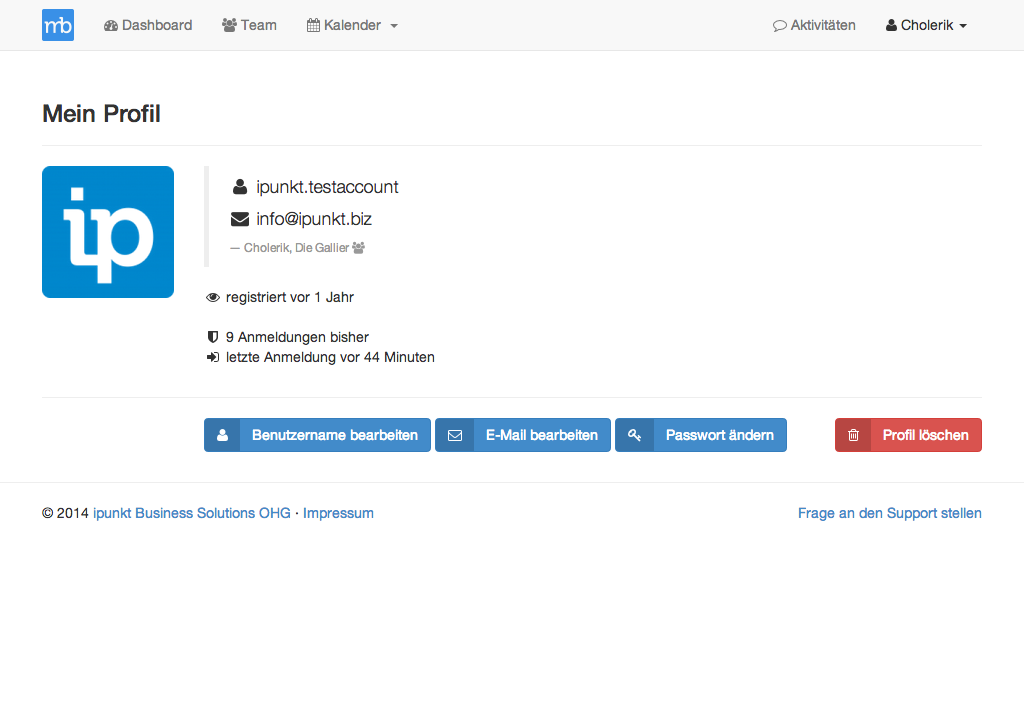 mb Dashboard Team Kalender Aktivitäten Cholerik
Mein Profil
ip
ipunkt.testaccount
info@ipunkt.biz
— Cholerik, Die Gallier
registriert vor 1 Jahr
9 Anmeldungen bisher
letzte Anmeldung vor 44 Minuten
Benutzername bearbeiten E-Mail bearbeiten Passwort ändern Profil löschen
© 2014 ipunkt Business Solutions OHG · Impressum Frage an den Support stellen